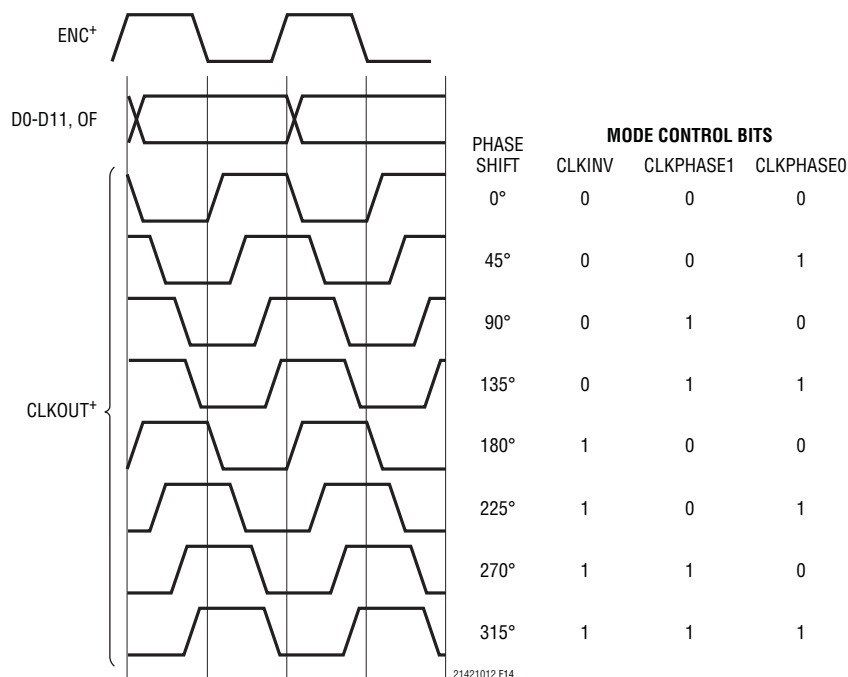 ENC+
D0-D11, OF
CLKOUT+
PHASE SHIFT
MODE CONTROL BITS
CLKINV CLKPHASE1 CLKPHASE0
0° 0 0 0
45° 0 0 1
90° 0 1 0
135° 0 1 1
180° 1 0 0
225° 1 0 1
270° 1 1 0
315° 1 1 1
21421012 F14